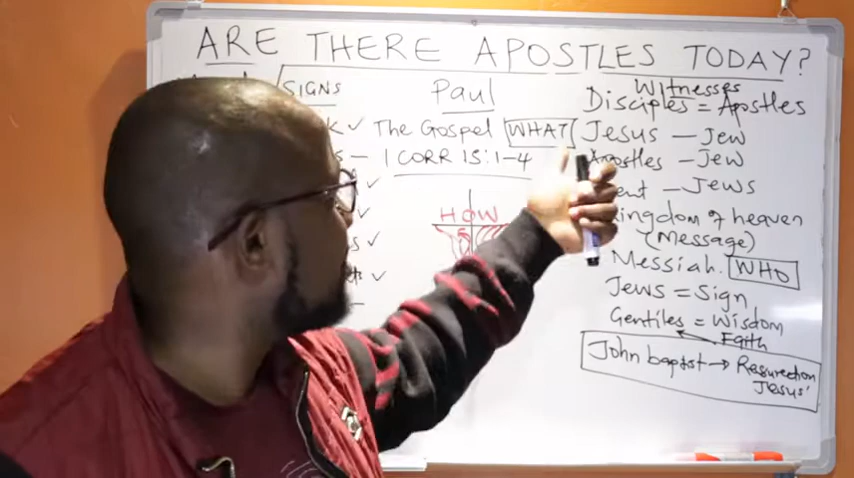 ARE THERE APOSTLES TODAY?
SIGNS
Paul
The Gospel WHAT
1 CORR 15:1-4
HOW
Witnesses
Disciples = Apostles
Jesus - Jew
Apostles - Jew
- Jews
kingdom of heaven
(Message)
Messiah. WHO
Jews = Sign
Gentiles = Wisdom
Faith
John baptist → Resurection
Jesus'